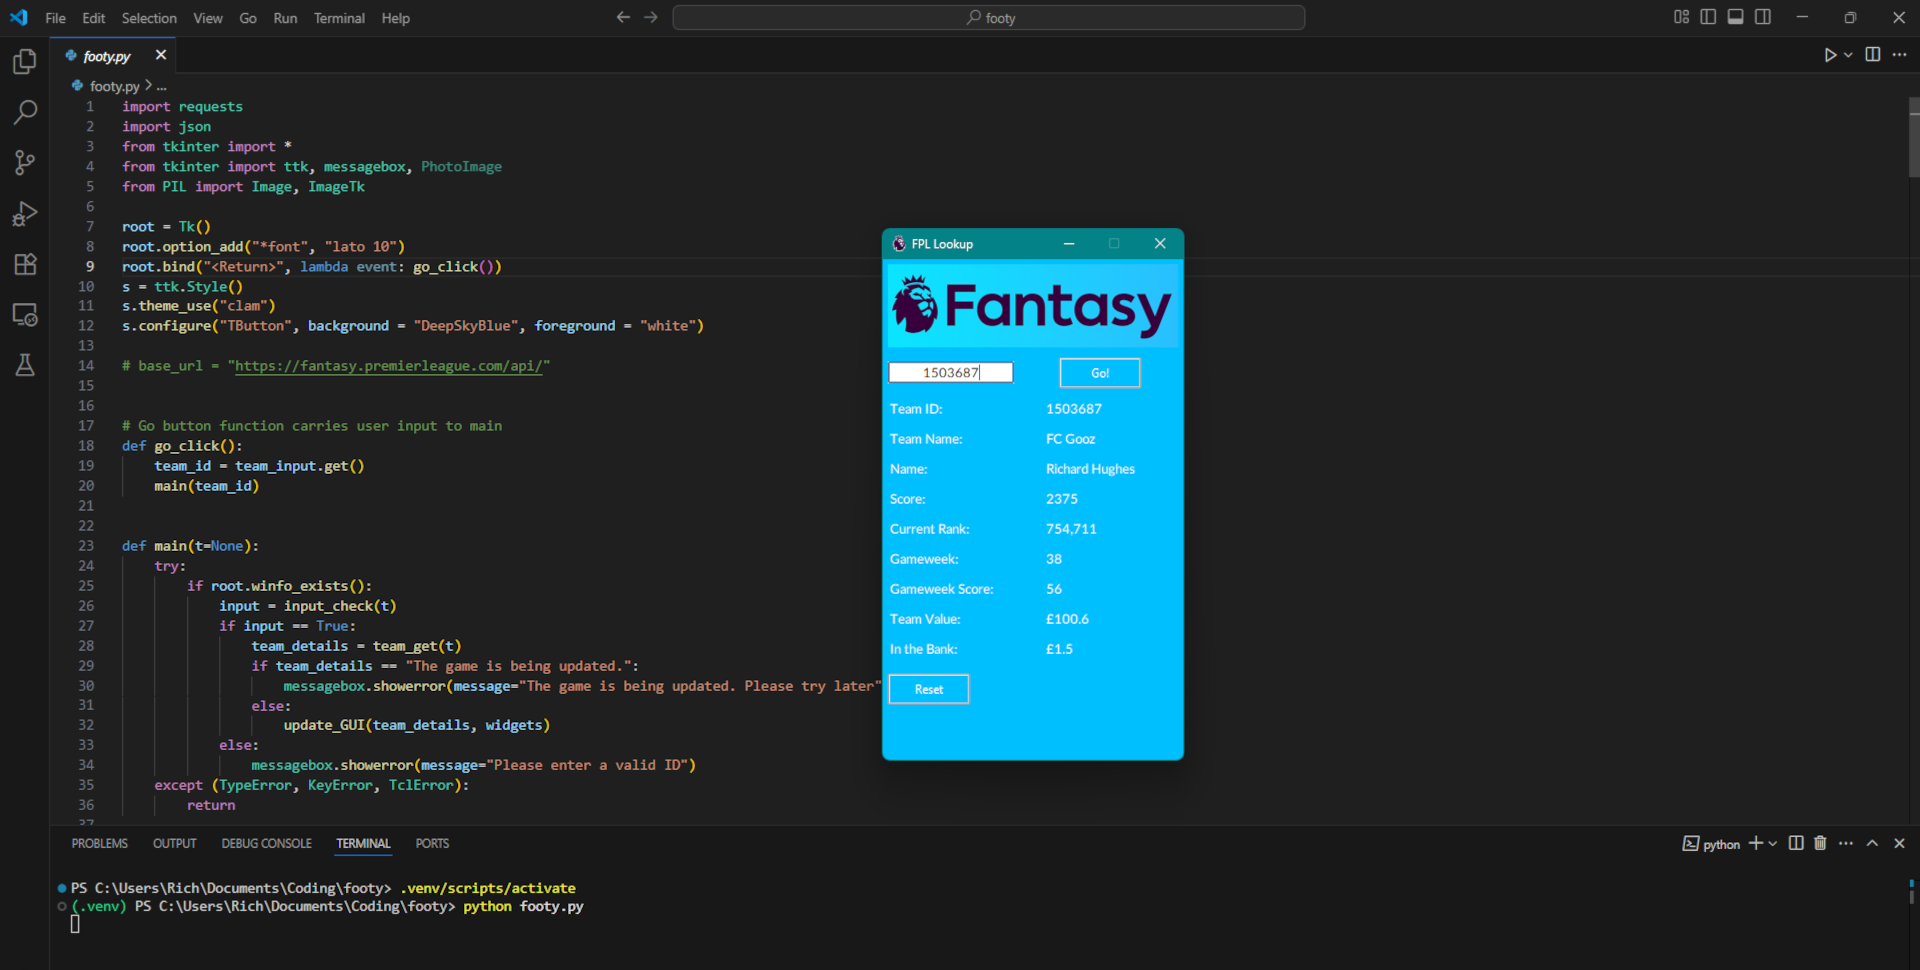 File Edit Selection View Go Run Terminal Help
footy
footy.py
footy.py > ...
1 import requests
2 import json
3 from tkinter import *
4 from tkinter import ttk, messagebox, PhotoImage
5 from PIL import Image, ImageTk
6
7 root = Tk()
8 root.option_add("*font", "lato 10")
9 root.bind("<Return>", lambda event: go_click())
10 s = ttk.Style()
11 s.theme_use("clam")
12 s.configure("TButton", background = "DeepSkyBlue", foreground = "white")
13
14 # base_url = "https://fantasy.premierleague.com/api/"
15
16
17 # Go button function carries user input to main
18 def go_click():
19 team_id = team_input.get()
20 main(team_id)
21
22
23 def main(t=None):
24 try:
25 if root.winfo_exists():
26 input = input_check(t)
27 if input == True:
28 team_details = team_get(t)
29 if team_details == "The game is being updated.":
30 messagebox.showerror(message="The game is being updated. Please try later"
31 else:
32 update_GUI(team_details, widgets)
33 else:
34 messagebox.showerror(message="Please enter a valid ID")
35 except (TypeError, KeyError, TclError):
36 return
37
FPL Lookup
Fantasy
1503687 Go!
Team ID: 1503687
Team Name: FC Gooz
Name: Richard Hughes
Score: 2375
Current Rank: 754,711
Gameweek: 38
Gameweek Score: 56
Team Value: £100.6
In the Bank: £1.5
Reset
PROBLEMS OUTPUT DEBUG CONSOLE TERMINAL PORTS
python
PS C:\Users\Rich\Documents\Coding\footy> .venv/scripts/activate
(.venv) PS C:\Users\Rich\Documents\Coding\footy> python footy.py